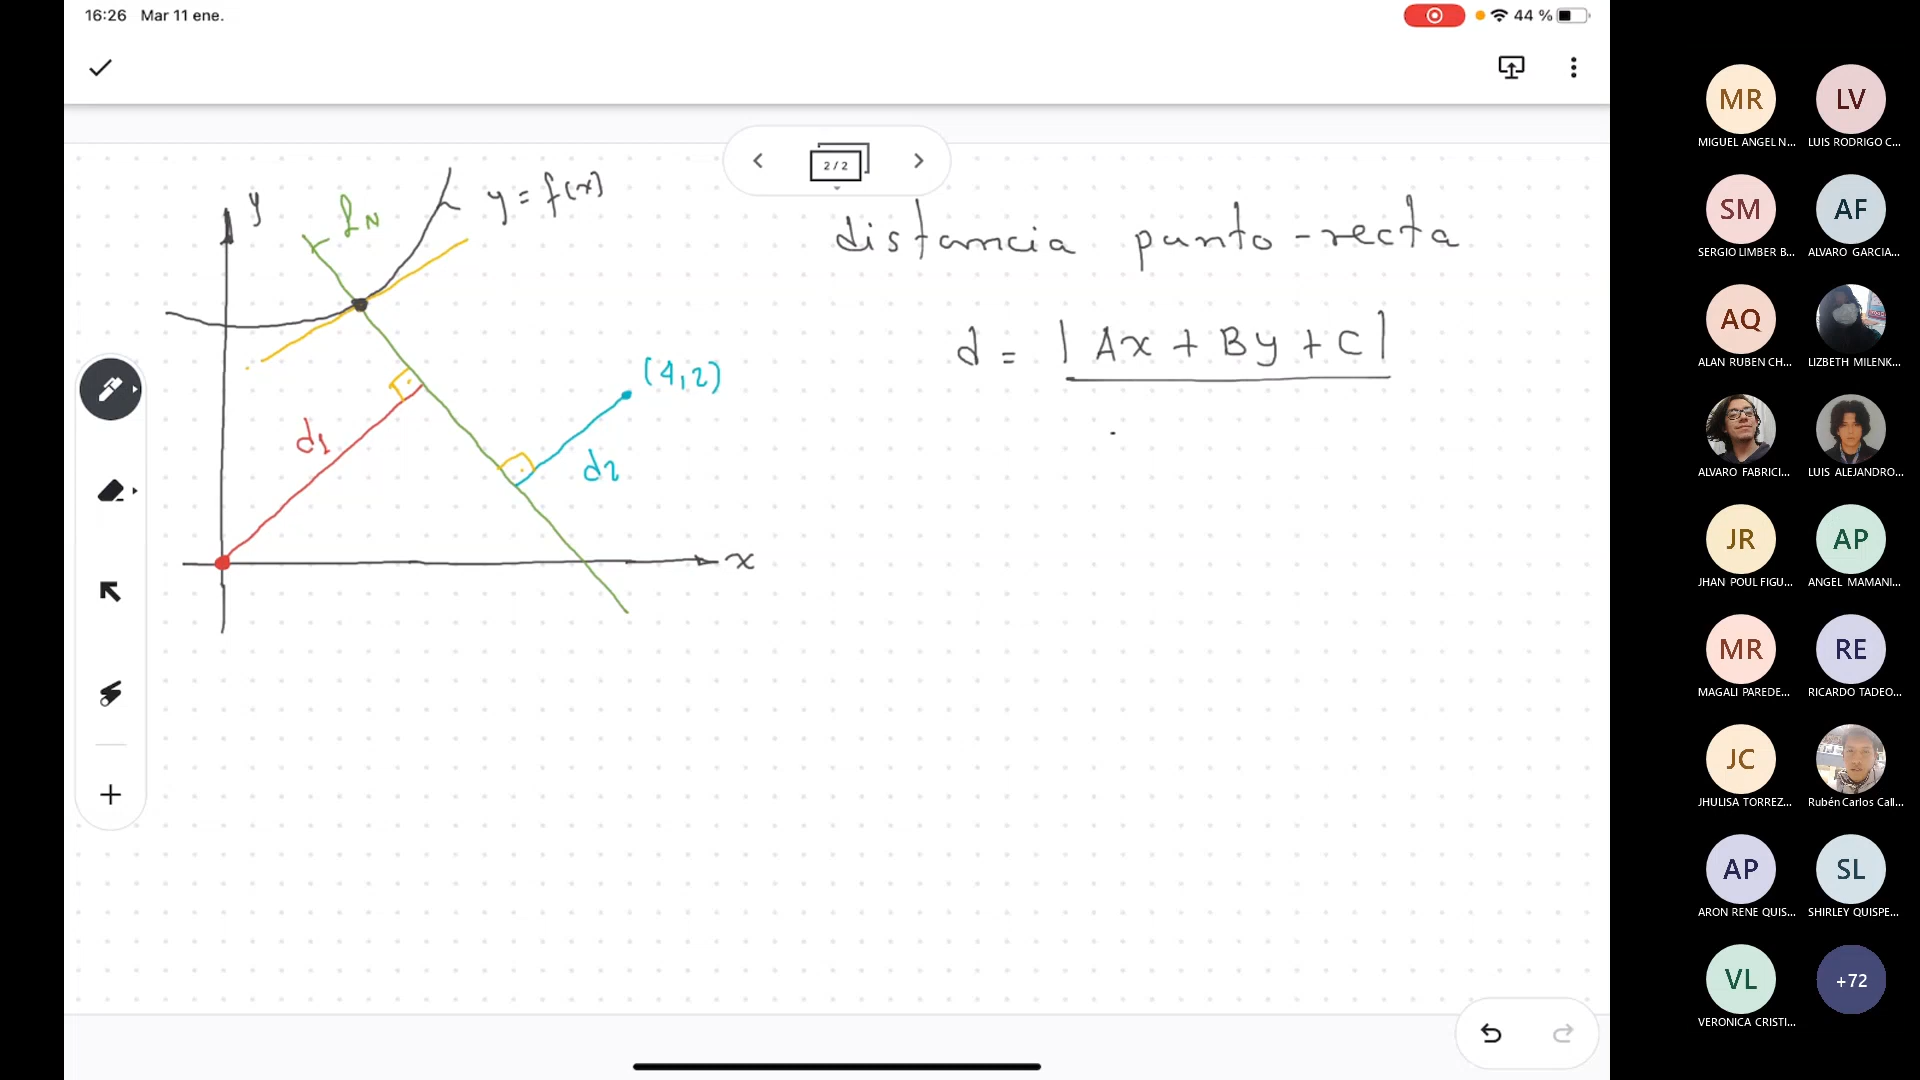 16:26 Mar 11 ene.
44 %
2 / 2
y
L_N
y = f(x)
distancia punto-recta
d = |Ax + By + C|
(4,2)
d1
d2
x
MR LV
MIGUEL ANGEL N... LUIS RODRIGO C...
SM AF
SERGIO LIMBER B... ALVARO GARCIA...
AQ
ALAN RUBEN CH... LIZBETH MILENK...
ALVARO FABRICI... LUIS ALEJANDRO...
JR AP
JHAN POUL FIGU... ANGEL MAMANI...
MR RE
MAGALI PAREDE... RICARDO TADEO...
JC
JHULISA TORREZ... Rubén Carlos Call...
AP SL
ARON RENE QUIS... SHIRLEY QUISPE...
VL +72
VERONICA CRISTI...